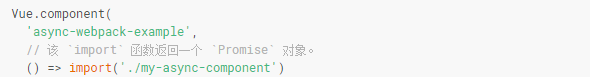 Vue.component(
  'async-webpack-example',
  // 该 `import` 函数返回一个 `Promise` 对象。
  () => import('./my-async-component')